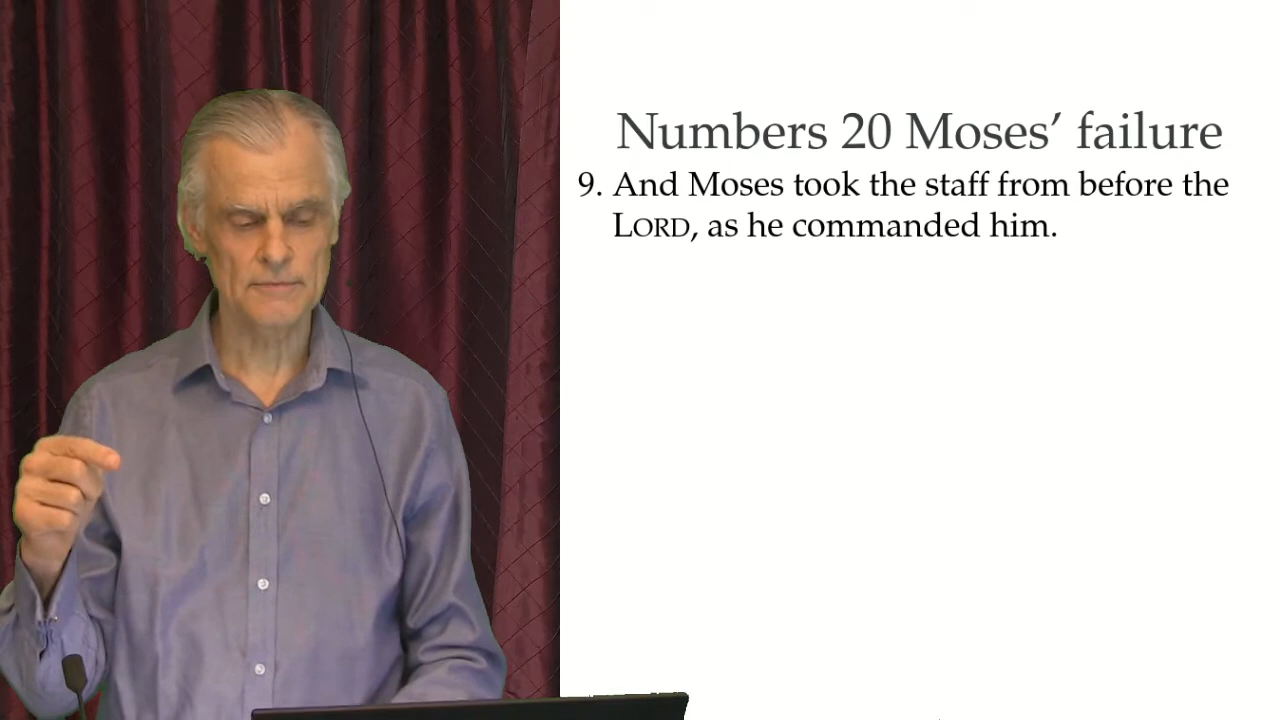 Numbers 20 Moses’ failure
9. And Moses took the staff from before the
LORD, as he commanded him.